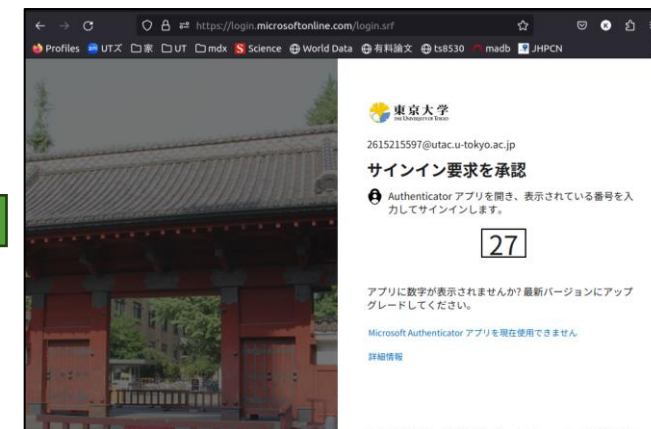 https://login.microsoftonline.com/login.srf
Profiles UTズ 家 UT mdx Science World Data 有料論文 ts8530 madb JHPCN
東京大学
THE UNIVERSITY OF TOKYO
2615215597@utac.u-tokyo.ac.jp
サインイン要求を承認
Authenticator アプリを開き、表示されている番号を入
力してサインインします。
27
アプリに数字が表示されませんか? 最新バージョンにアップ
グレードしてください。
Microsoft Authenticator アプリを現在使用できません
詳細情報